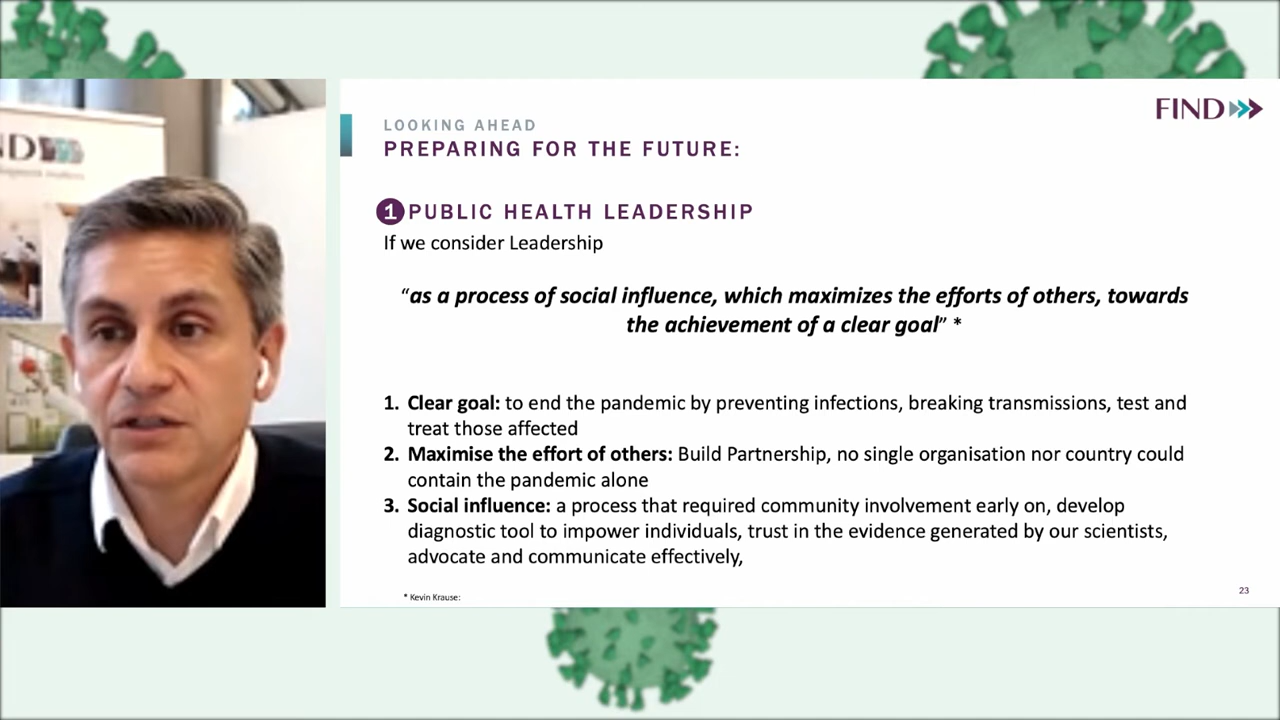 ND
FIND
LOOKING AHEAD
PREPARING FOR THE FUTURE:
1 PUBLIC HEALTH LEADERSHIP
If we consider Leadership
“as a process of social influence, which maximizes the efforts of others, towards
the achievement of a clear goal” *
1. Clear goal: to end the pandemic by preventing infections, breaking transmissions, test and
treat those affected
2. Maximise the effort of others: Build Partnership, no single organisation nor country could
contain the pandemic alone
3. Social influence: a process that required community involvement early on, develop
diagnostic tool to impower individuals, trust in the evidence generated by our scientists,
advocate and communicate effectively,
* Kevin Krause:
23